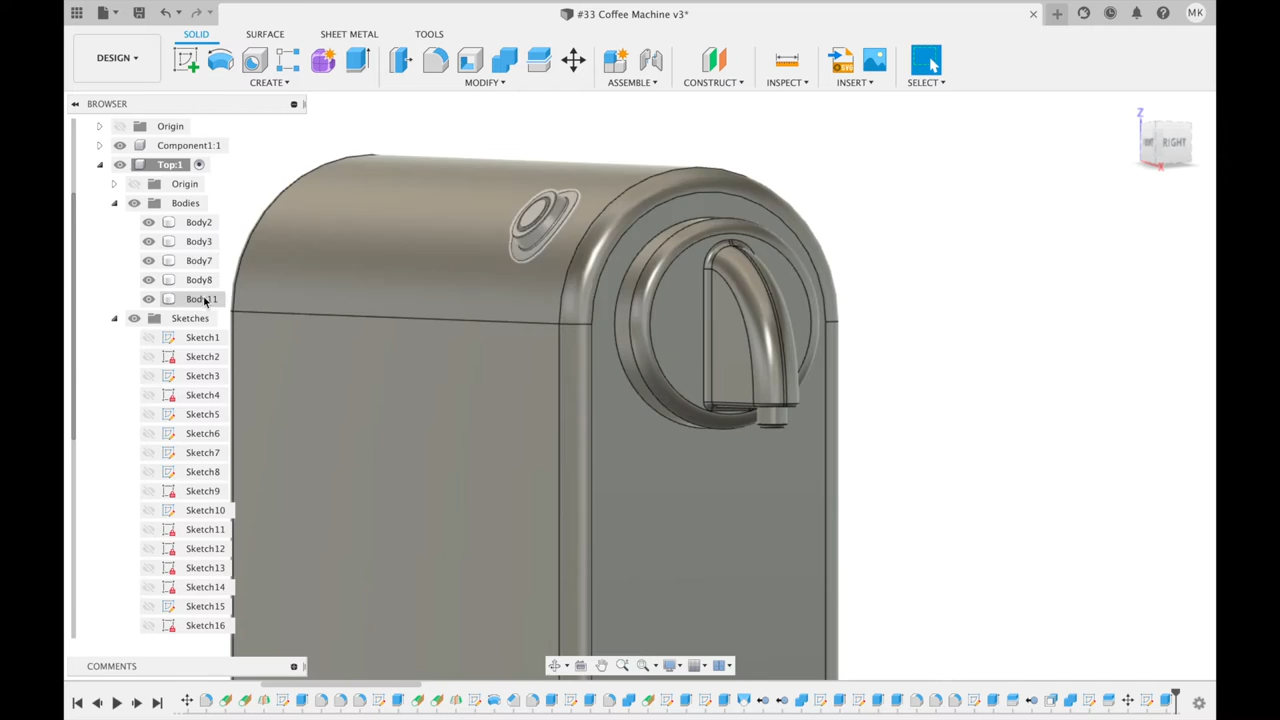 #33 Coffee Machine v3*
MK
DESIGN
SOLID
SURFACE
SHEET METAL
TOOLS
CREATE
MODIFY
ASSEMBLE
CONSTRUCT
INSPECT
INSERT
SELECT
BROWSER
Origin
Component1:1
Top:1
Origin
Bodies
Body2
Body3
Body7
Body8
Body11
Sketches
Sketch1
Sketch2
Sketch3
Sketch4
Sketch5
Sketch6
Sketch7
Sketch8
Sketch9
Sketch10
Sketch11
Sketch12
Sketch13
Sketch14
Sketch15
Sketch16
Z
RIGHT
X
COMMENTS